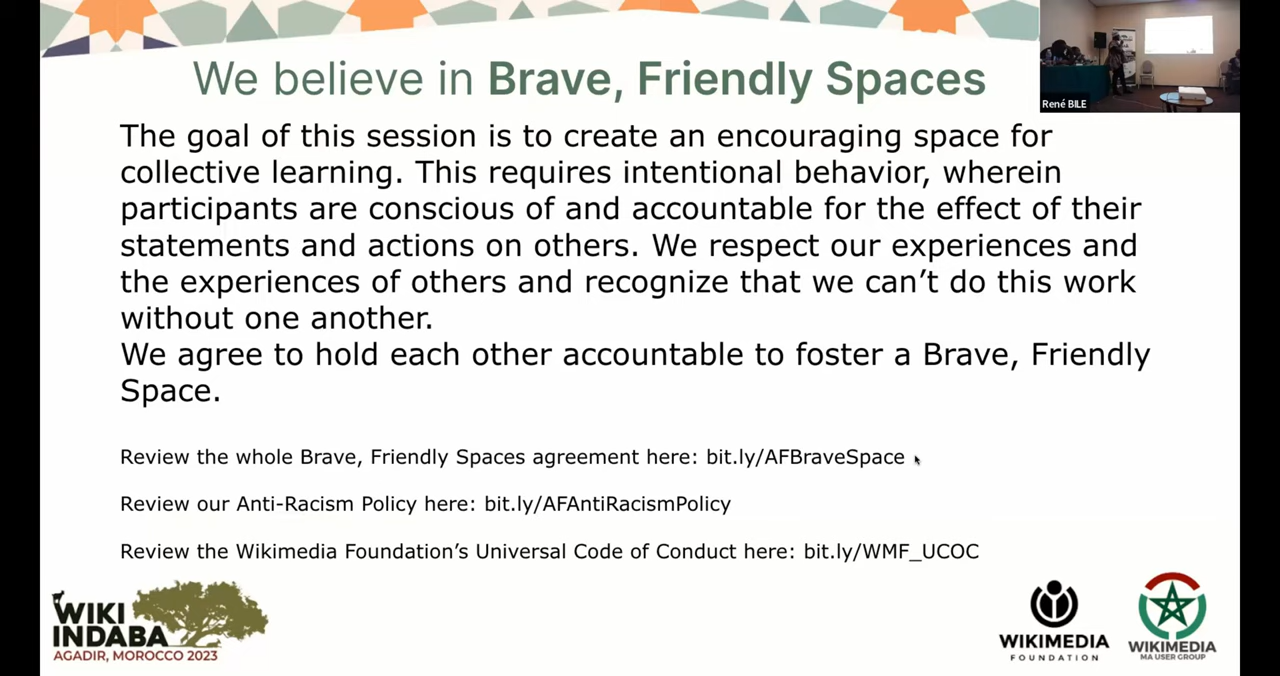 We believe in Brave, Friendly Spaces
René BILE
The goal of this session is to create an encouraging space for
collective learning. This requires intentional behavior, wherein
participants are conscious of and accountable for the effect of their
statements and actions on others. We respect our experiences and
the experiences of others and recognize that we can’t do this work
without one another.
We agree to hold each other accountable to foster a Brave, Friendly
Space.
Review the whole Brave, Friendly Spaces agreement here: bit.ly/AFBraveSpace
Review our Anti-Racism Policy here: bit.ly/AFAntiRacismPolicy
Review the Wikimedia Foundation’s Universal Code of Conduct here: bit.ly/WMF_UCOC
WIKI
INDABA
AGADIR, MOROCCO 2023
WIKIMEDIA
FOUNDATION
WIKIMEDIA
MA USER GROUP